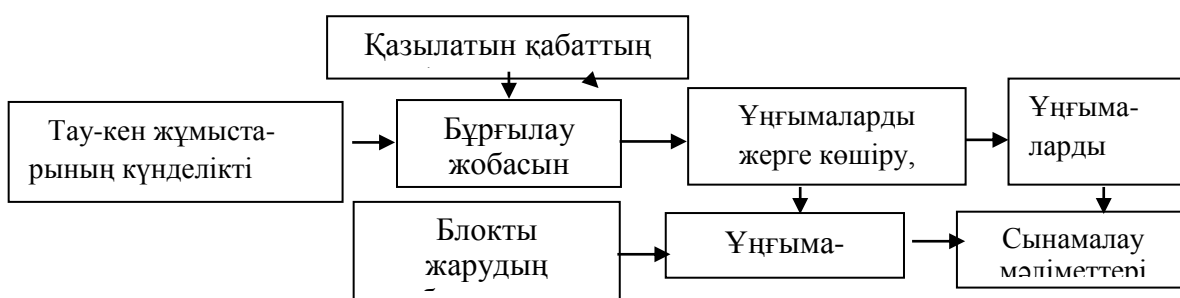 Қазылатын қабаттың
Тау-кен жұмыста-
рының күнделікті
Бұрғылау
жобасын
Ұңғымаларды
жерге көшіру,
Ұңғыма-
ларды
Блокты
жарудың
Ұңғыма-
Сынамалау
мәліметтері